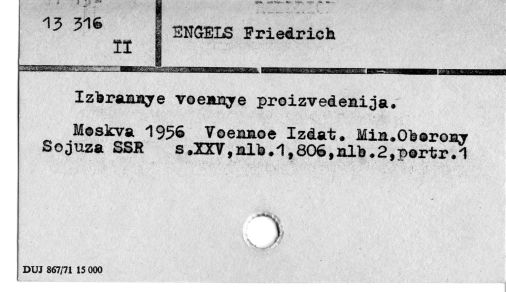 13 316
II
ENGELS Friedrich
Izbrannye voennye proizvedenija.
Moskva 1956 Voennoe Izdat. Min.Oborony
Sojuza SSR s.XXV,nlb.1,806,nlb.2,portr.1
DUJ 867/71 15 000